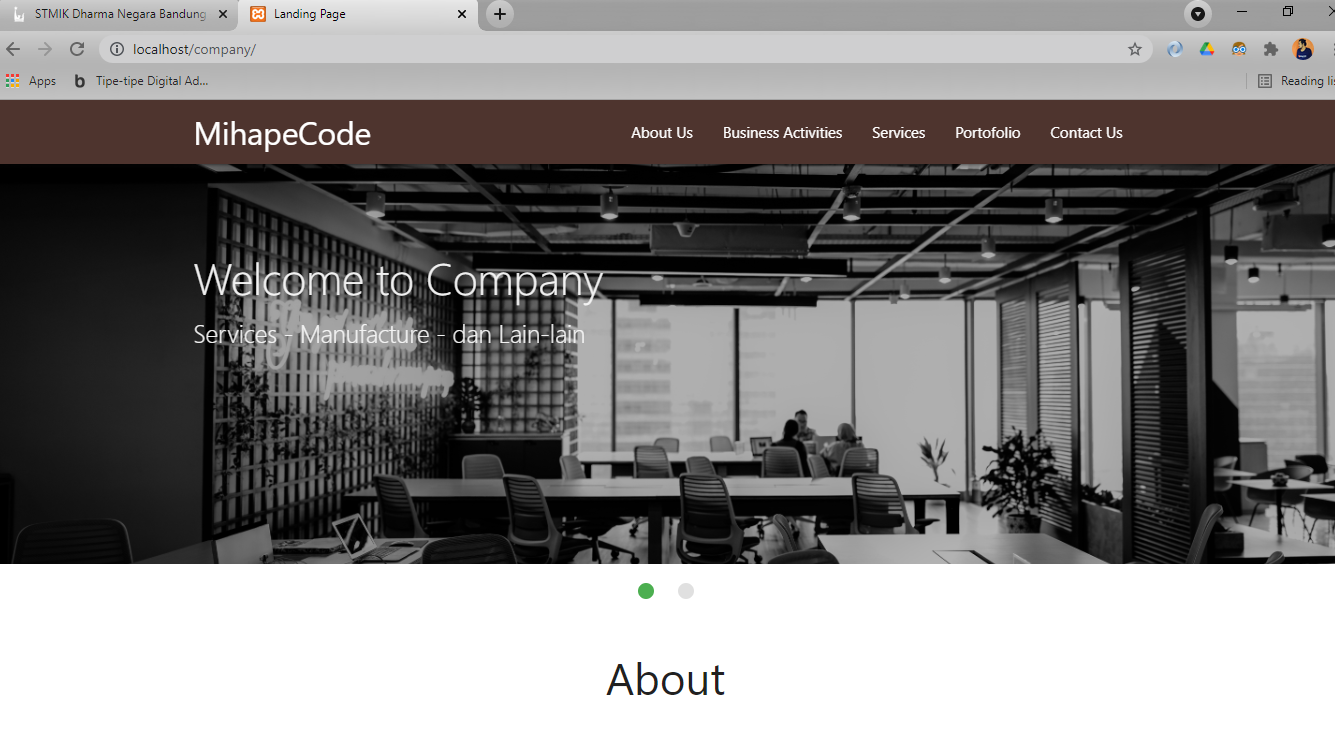 STMIK Dharma Negara Bandung
Landing Page
localhost/company/
Apps
Tipe-tipe Digital Ad...
Reading lis
MihapeCode
About Us
Business Activities
Services
Portofolio
Contact Us
Welcome to Company
Services - Manufacture - dan Lain-lain
About